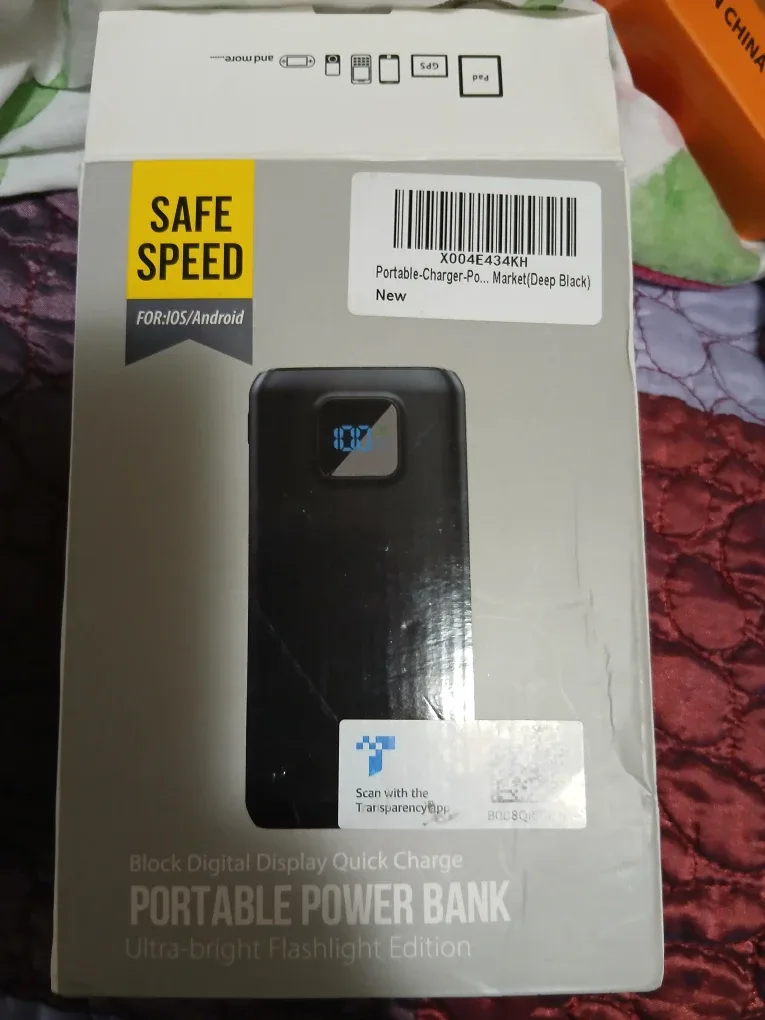 Pad
GPS
and more......
N CHINA
SAFE
SPEED
FOR:IOS/Android
X004E434KH
Portable-Charger-Po... Market(Deep Black)
New
100
Scan with the
Transparency app
Block Digital Display Quick Charge
PORTABLE POWER BANK
Ultra-bright Flashlight Edition